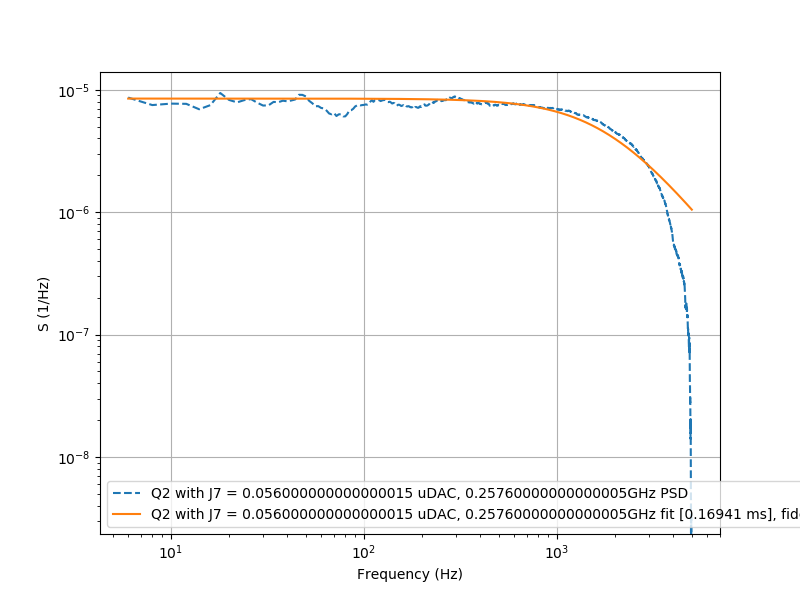 10⁻⁵
10⁻⁶
10⁻⁷
10⁻⁸
S (1/Hz)
Q2 with J7 = 0.056000000000000015 uDAC, 0.25760000000000005GHz PSD
Q2 with J7 = 0.056000000000000015 uDAC, 0.25760000000000005GHz fit [0.16941 ms], fid
10¹ 10² 10³
Frequency (Hz)